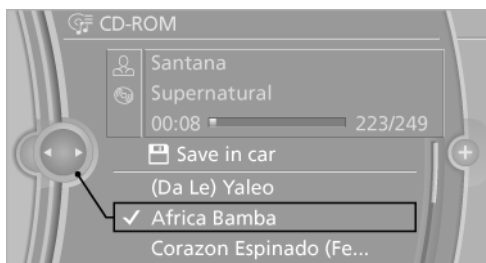 CD-ROM
Santana
Supernatural
00:08 223/249
Save in car
(Da Le) Yaleo
Africa Bamba
Corazon Espinado (Fe...